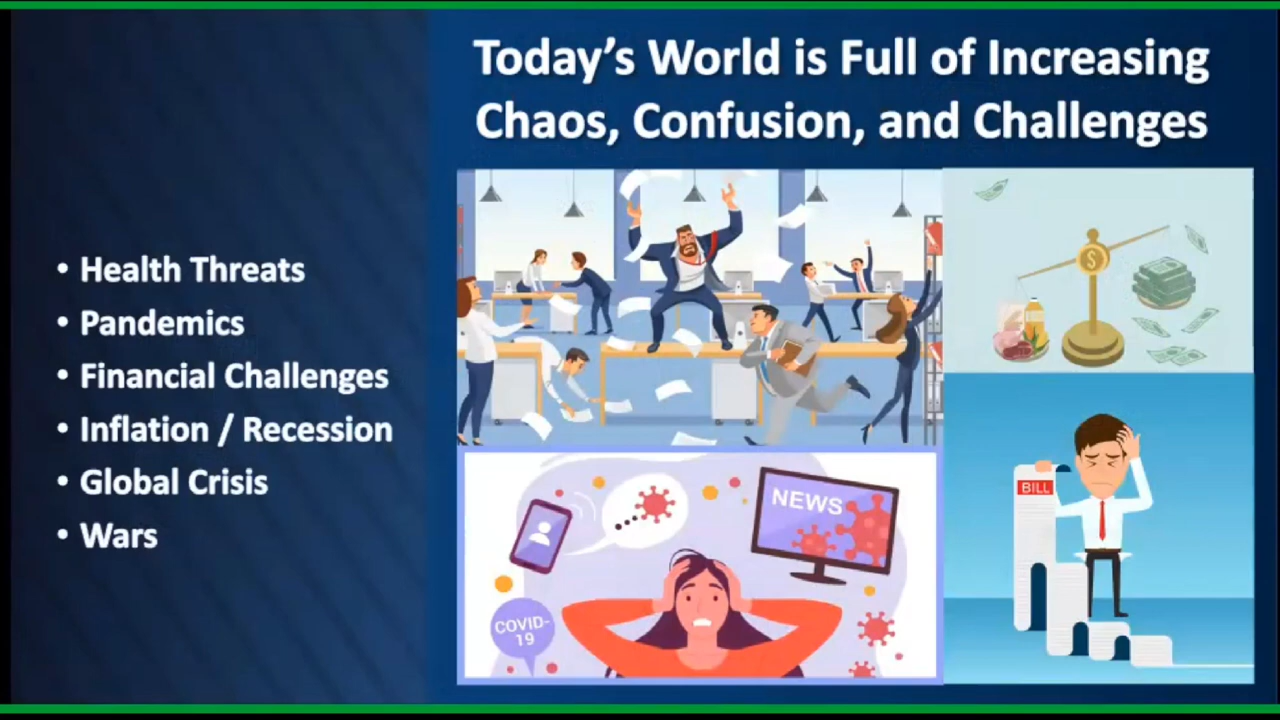 Today's World is Full of Increasing
Chaos, Confusion, and Challenges
• Health Threats
• Pandemics
• Financial Challenges
• Inflation / Recession
• Global Crisis
• Wars
$
BILL
NEWS
COVID-
19